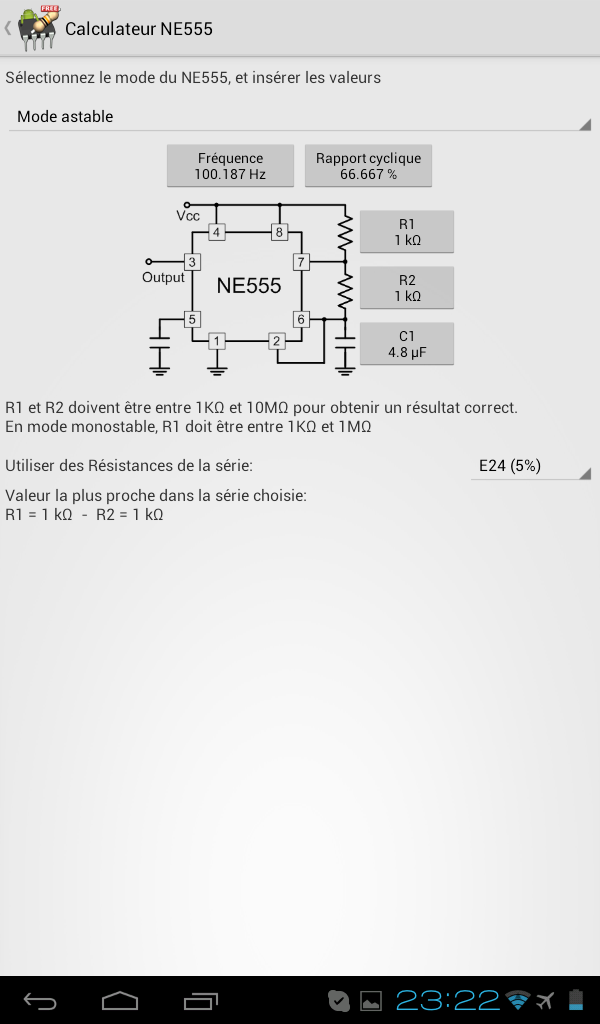 FREE
Calculateur NE555
Sélectionnez le mode du NE555, et insérer les valeurs
Mode astable
Fréquence
100.187 Hz
Rapport cyclique
66.667 %
Vcc
4
8
R1
1 kΩ
3
7
Output
NE555
R2
1 kΩ
5
6
1
2
C1
4.8 µF
R1 et R2 doivent être entre 1KΩ et 10MΩ pour obtenir un résultat correct.
En mode monostable, R1 doit être entre 1KΩ et 1MΩ
Utiliser des Résistances de la série:
E24 (5%)
Valeur la plus proche dans la série choisie:
R1 = 1 kΩ - R2 = 1 kΩ
23:22